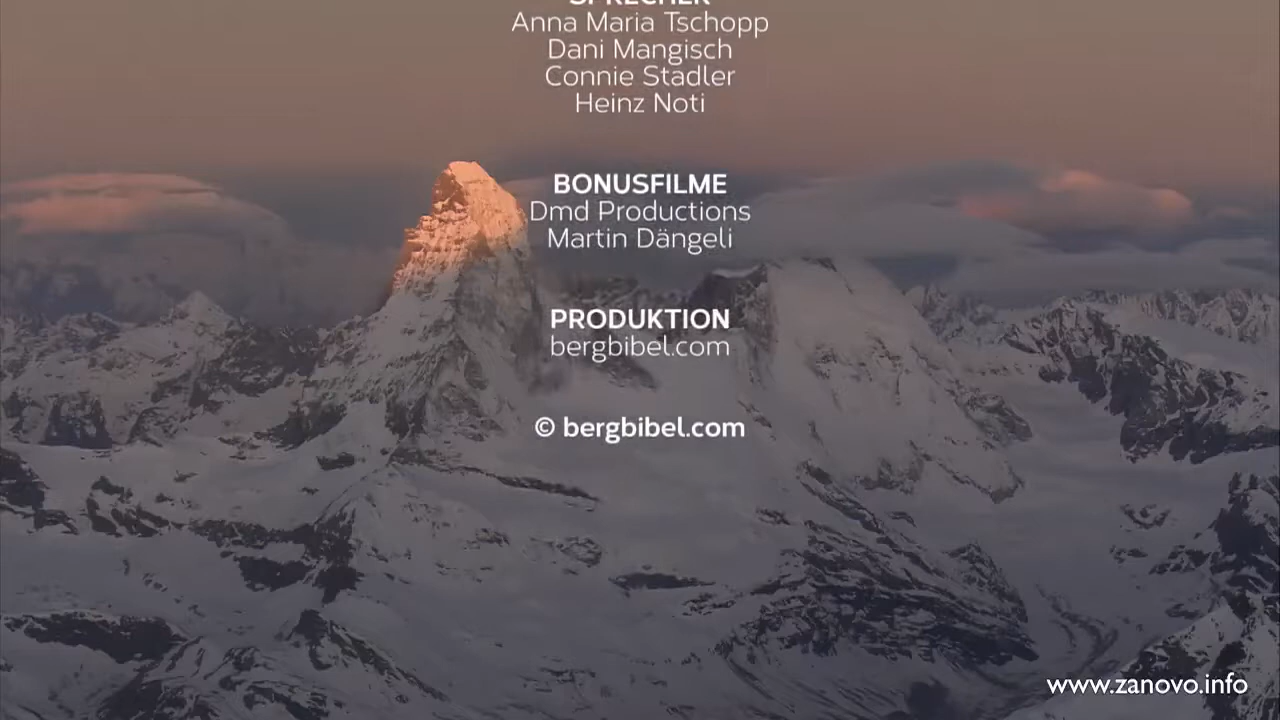 SPRECHER
Anna Maria Tschopp
Dani Mangisch
Connie Stadler
Heinz Noti
BONUSFILME
Dmd Productions
Martin Dängeli
PRODUKTION
bergbibel.com
© bergbibel.com
www.zanovo.info